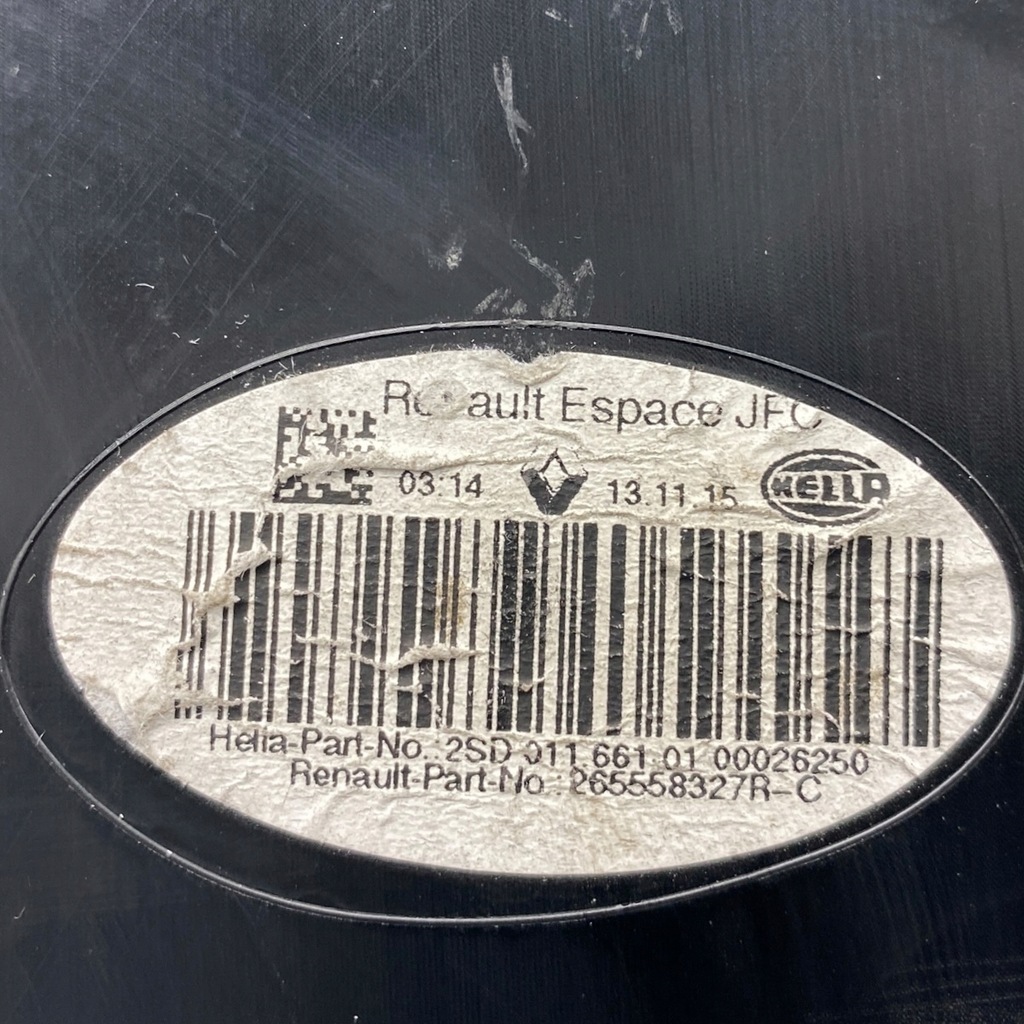 Renault Espace JFC
03:14 13.11.15 HELLA
Hella-Part-No.:2SD 011 661 01 00026250
Renault-Part-No.: 265558327R-C